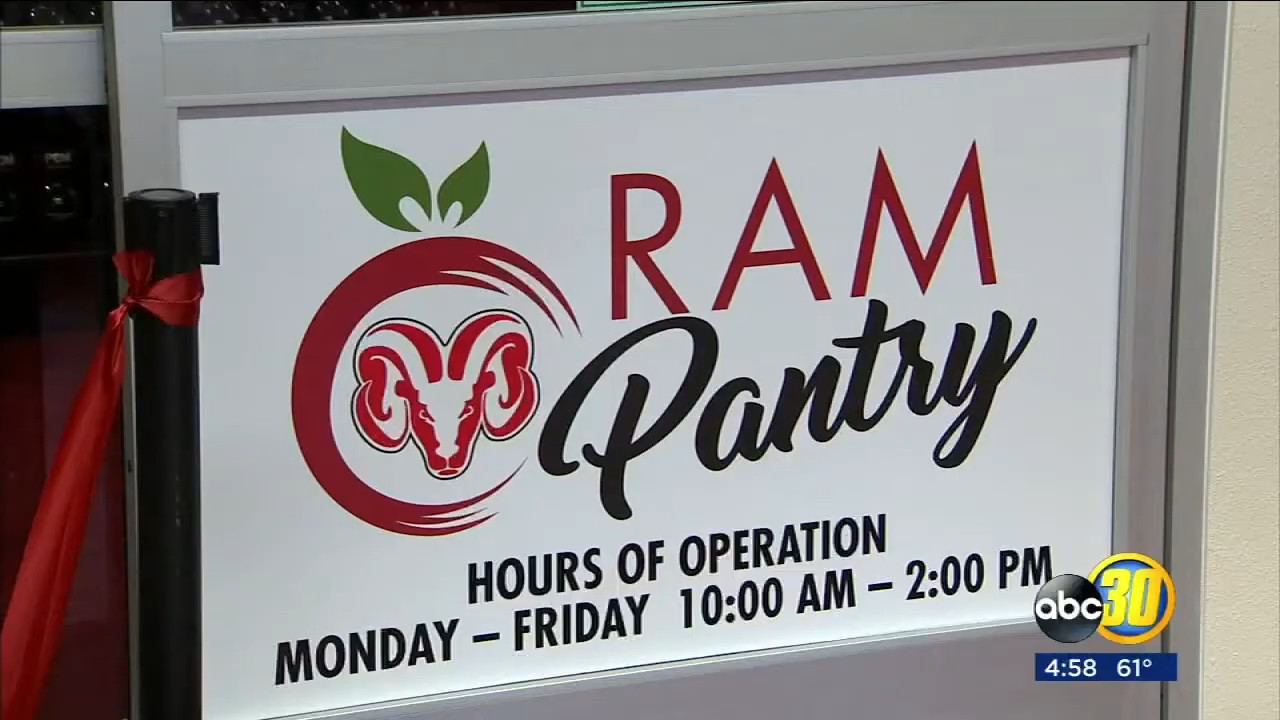 RAM
Pantry
HOURS OF OPERATION
MONDAY – FRIDAY 10:00 AM – 2:00 PM
abc 30
4:58 61°